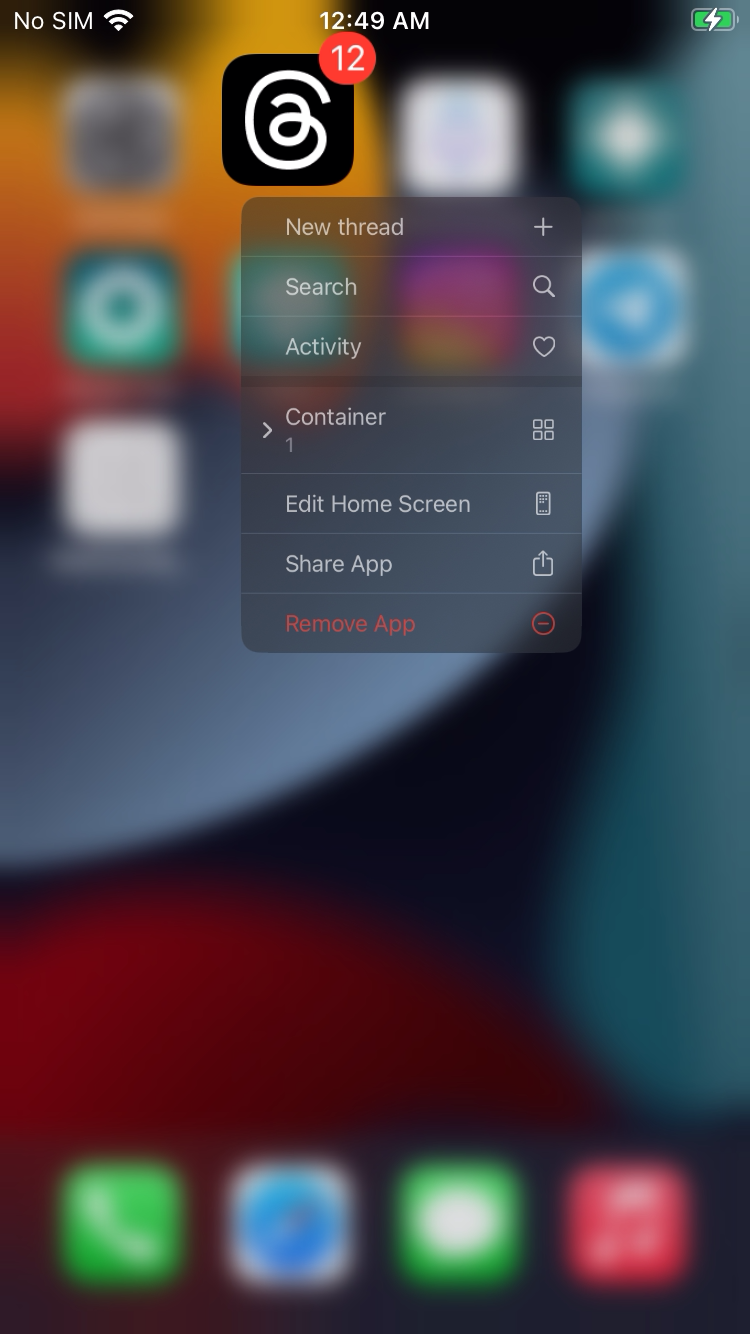 No SIM 12:49 AM
12
New thread
Search
Activity
Container
1
Edit Home Screen
Share App
Remove App